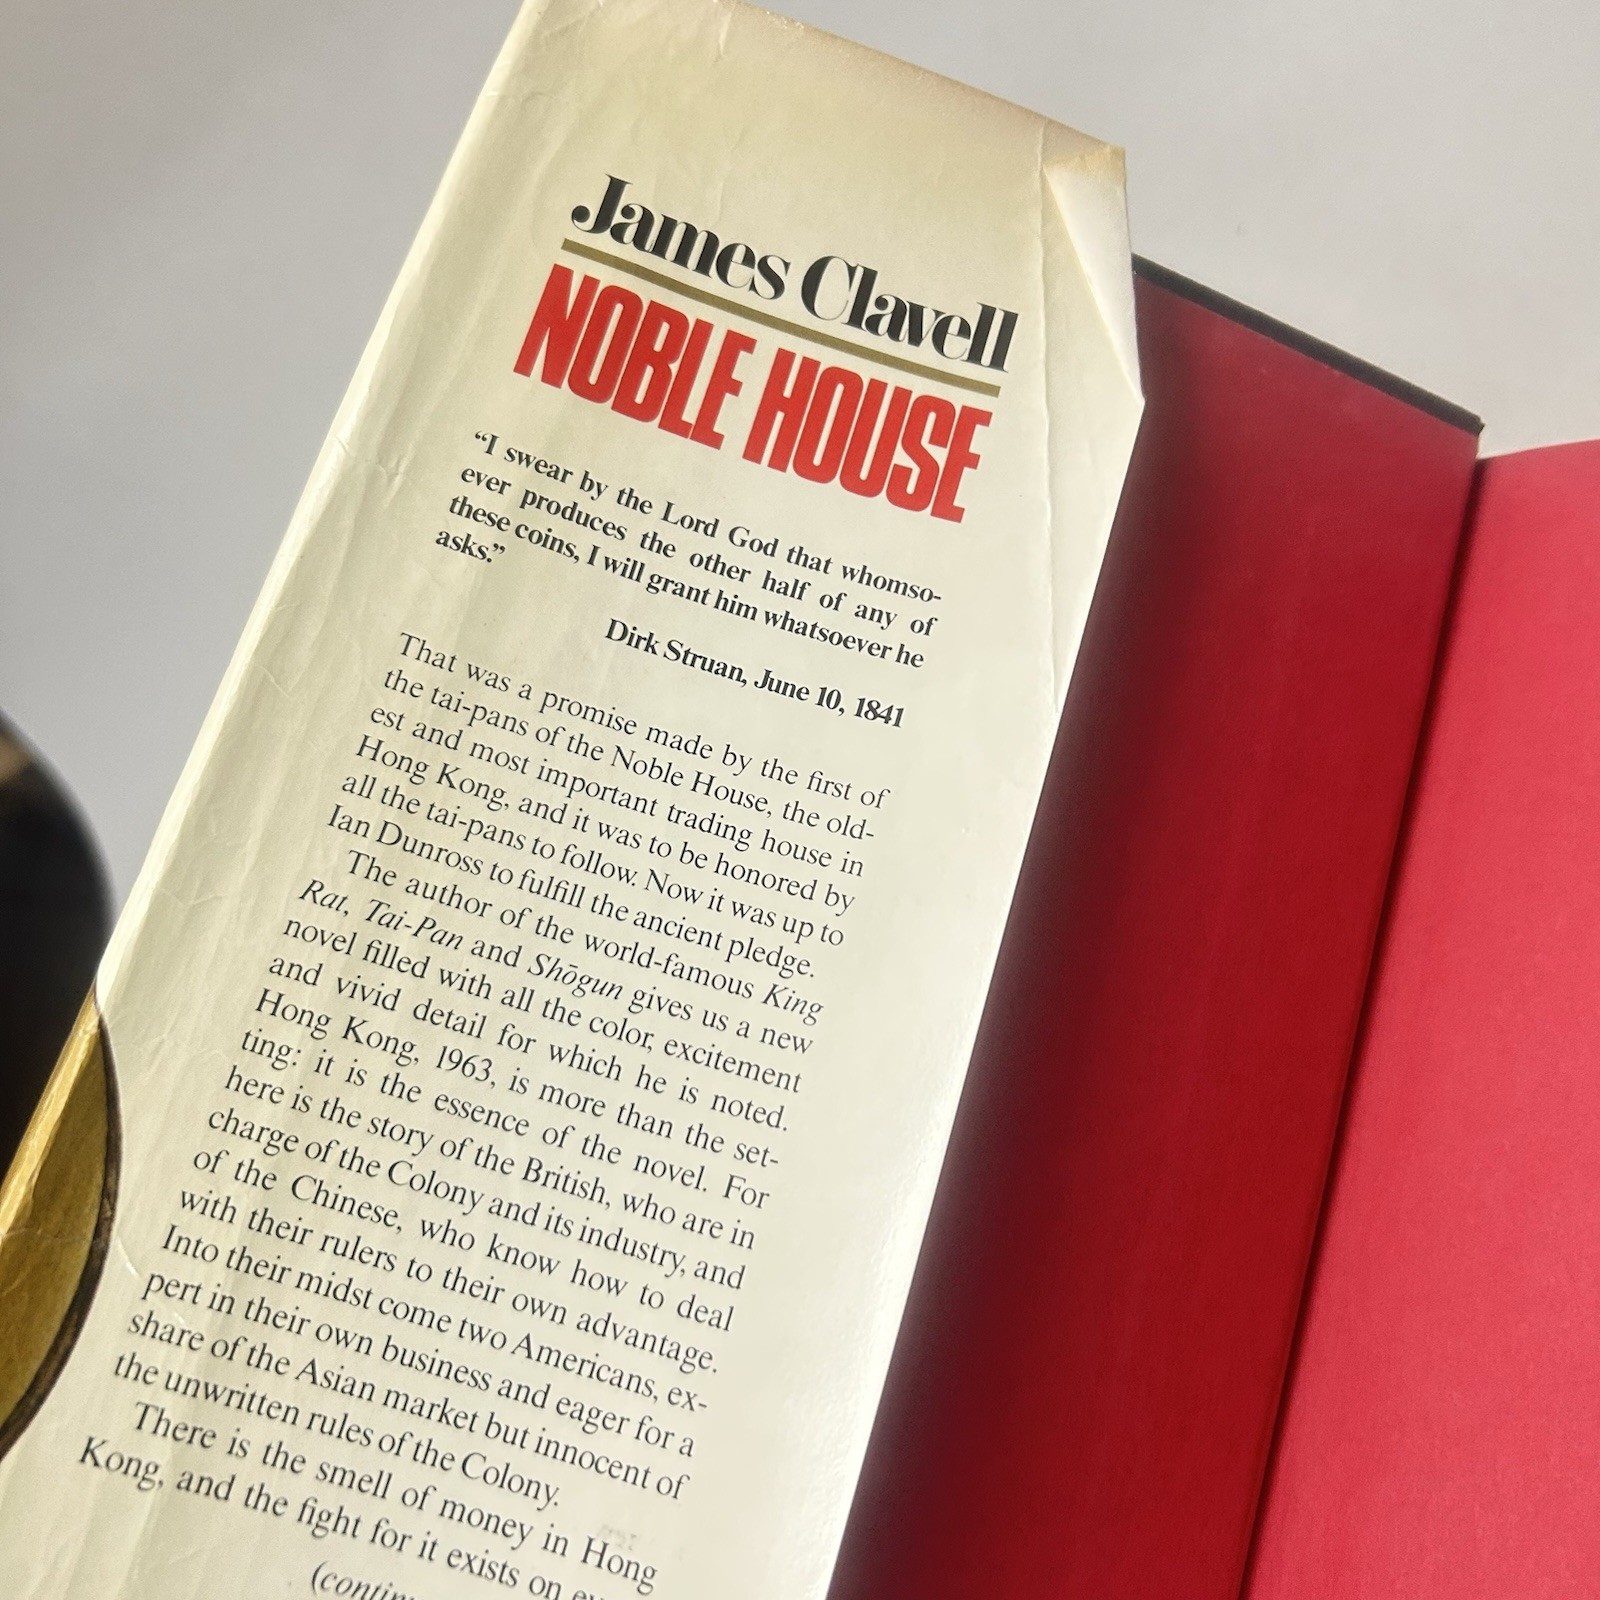 James Clavell
NOBLE HOUSE
“I swear by the Lord God that whomso-
ever produces the other half of any of
these coins, I will grant him whatsoever he
asks.”
Dirk Struan, June 10, 1841
That was a promise made by the first of
the tai-pans of the Noble House, the old-
est and most important trading house in
Hong Kong, and it was to be honored by
all the tai-pans to follow. Now it was up to
Ian Dunross to fulfill the ancient pledge.
The author of the world-famous King
Rat, Tai-Pan and Shōgun gives us a new
novel filled with all the color, excitement
and vivid detail for which he is noted.
Hong Kong, 1963, is more than the set-
ting: it is the essence of the novel. For
here is the story of the British, who are in
charge of the Colony and its industry, and
of the Chinese, who know how to deal
with their rulers to their own advantage.
Into their midst come two Americans, ex-
pert in their own business and eager for a
share of the Asian market but innocent of
the unwritten rules of the Colony.
There is the smell of money in Hong
Kong, and the fight for it exists on